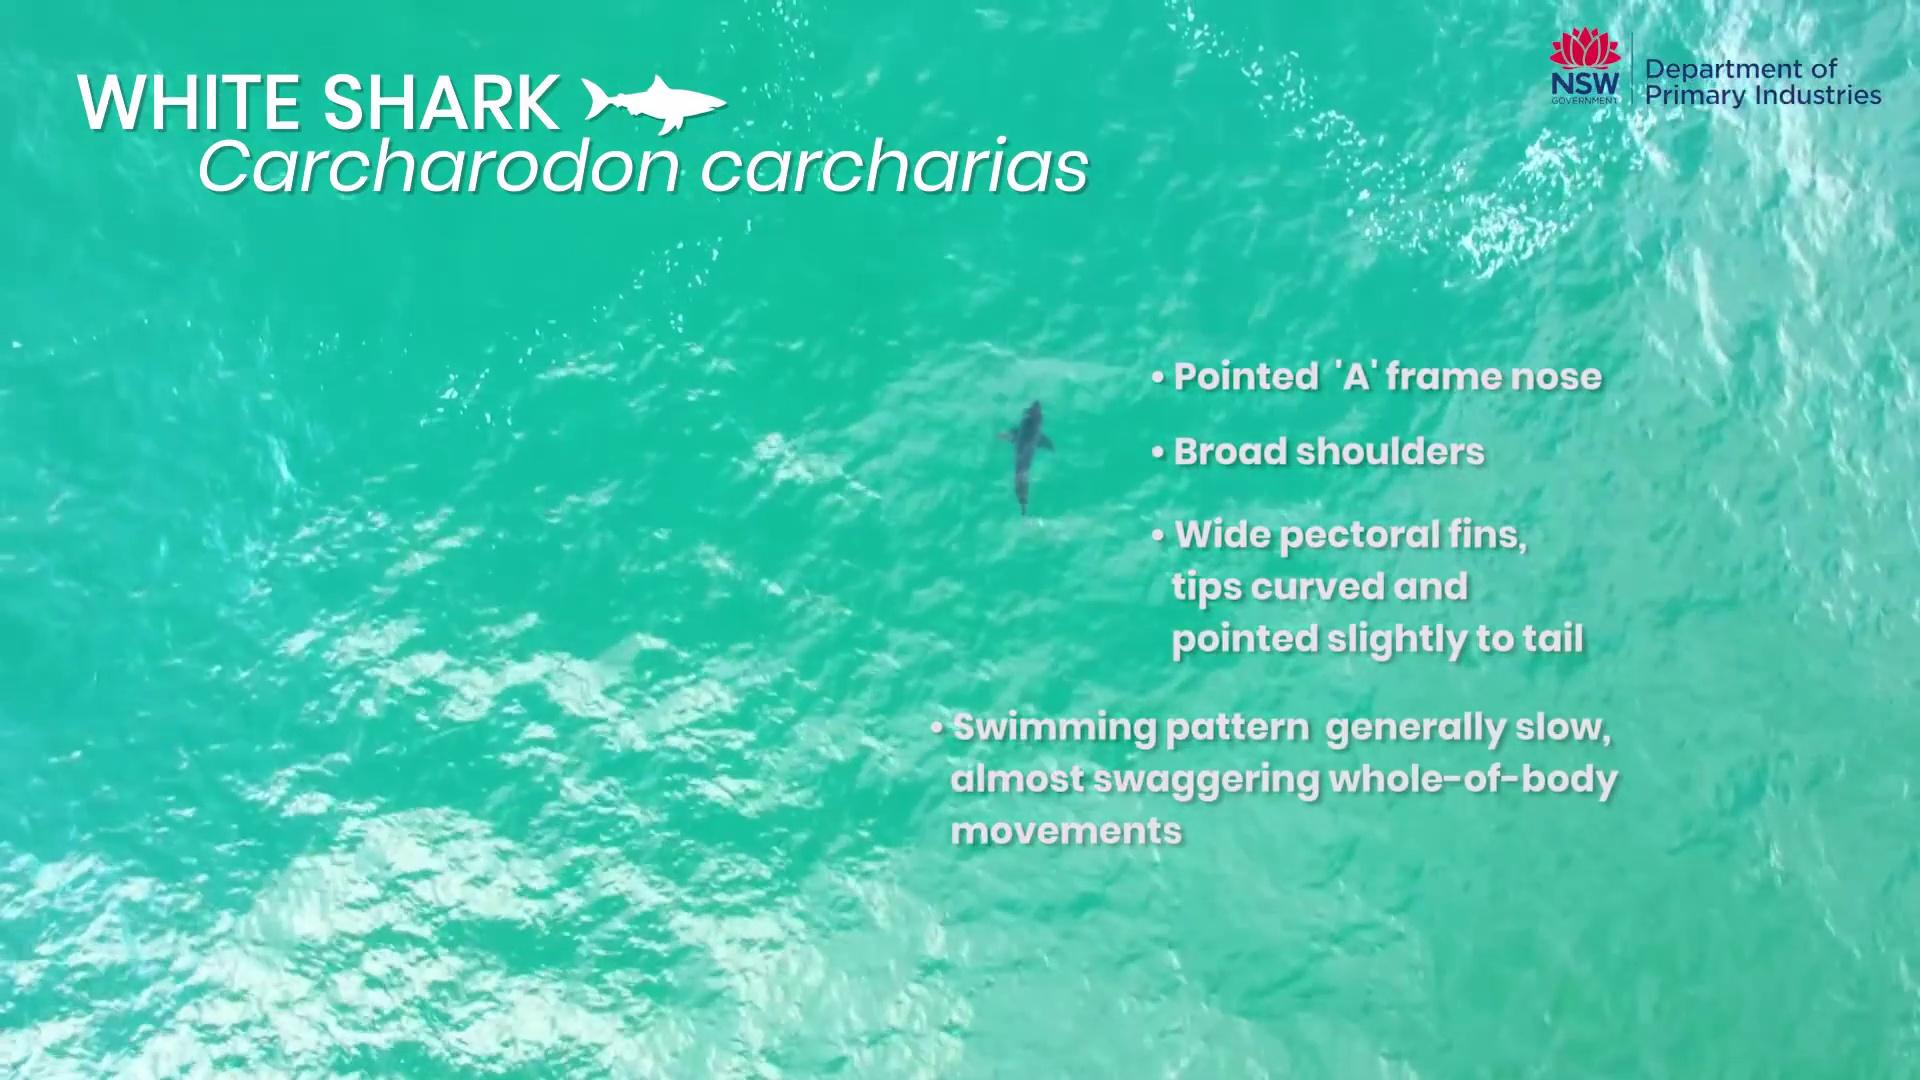 WHITE SHARK
Carcharodon carcharias
NSW
GOVERNMENT
Department of
Primary Industries
• Pointed 'A' frame nose
• Broad shoulders
• Wide pectoral fins,
tips curved and
pointed slightly to tail
• Swimming pattern generally slow,
almost swaggering whole-of-body
movements